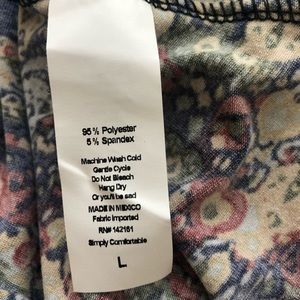 95% Polyester
5% Spandex
Machine Wash Cold
Gentle Cycle
Do Not Bleach
Hang Dry
Or you'll be sad
MADE IN MEXICO
Fabric Imported
RN# 142161
Simply Comfortable
L